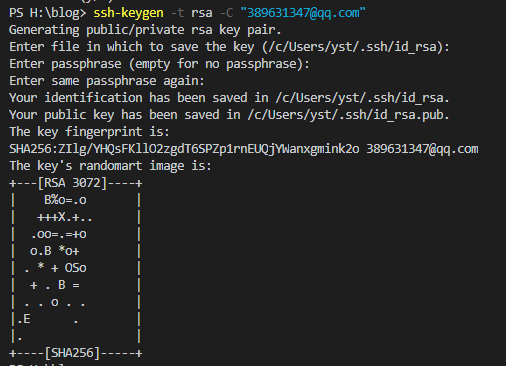 PS H:\blog> ssh-keygen -t rsa -C "389631347@qq.com"
Generating public/private rsa key pair.
Enter file in which to save the key (/c/Users/yst/.ssh/id_rsa):
Enter passphrase (empty for no passphrase):
Enter same passphrase again:
Your identification has been saved in /c/Users/yst/.ssh/id_rsa.
Your public key has been saved in /c/Users/yst/.ssh/id_rsa.pub.
The key fingerprint is:
SHA256:ZIlg/YHQsFKllO2zgdT6SPZp1rnEUQjYWanxgmink2o 389631347@qq.com
The key's randomart image is:
+---[RSA 3072]----+
|    B%o=.o       |
|   +++X.+..      |
|  .oo=.=+o       |
|  o.B *o+        |
| . * + OSo       |
|  + . B =        |
| . . o . .       |
|.E      .        |
|.                |
+----[SHA256]-----+